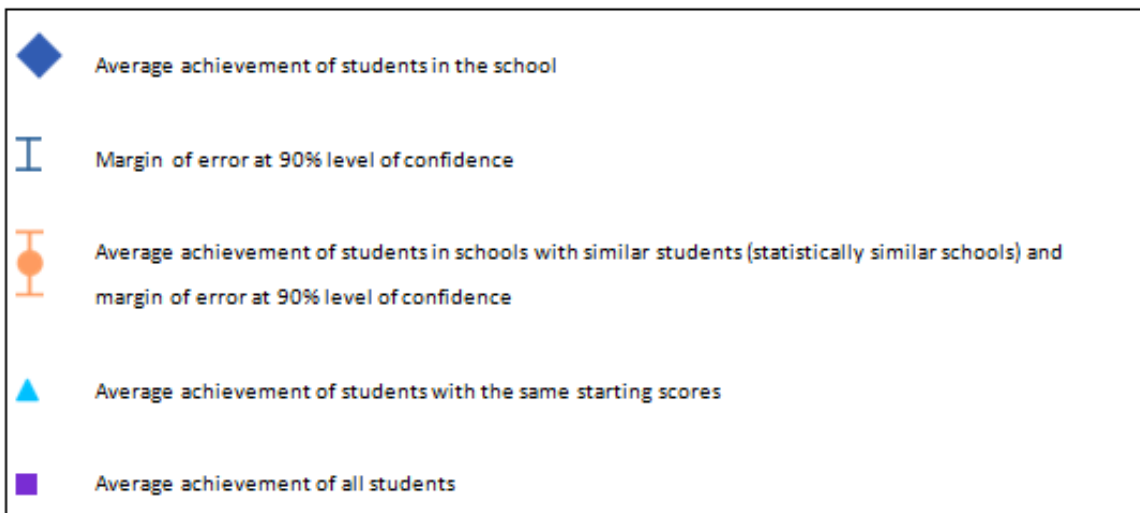 Average achievement of students in the school
Margin of error at 90% level of confidence
Average achievement of students in schools with similar students (statistically similar schools) and
margin of error at 90% level of confidence
Average achievement of students with the same starting scores
Average achievement of all students